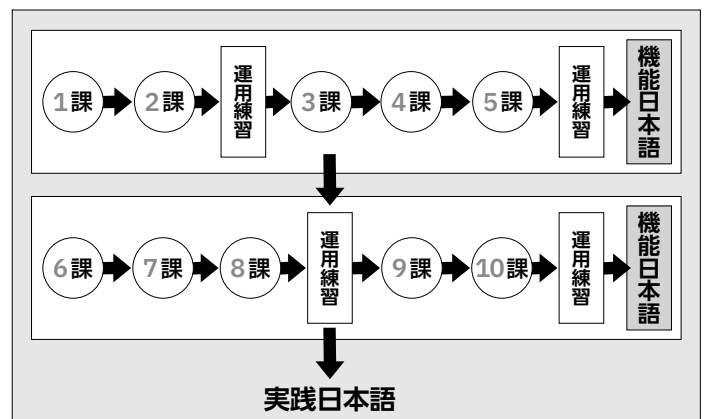 1課
2課
運用練習
3課
4課
5課
運用練習
機能日本語
6課
7課
8課
運用練習
9課
10課
運用練習
機能日本語
実践日本語